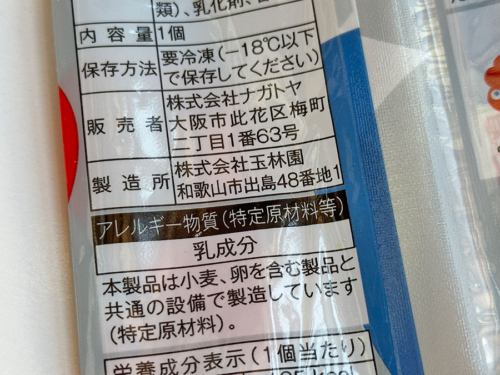 類)、乳化剤、
内容量 1個
保存方法 要冷凍(−18℃以下
で保存してください)
販売者 株式会社ナガトヤ
大阪市此花区梅町
二丁目1番63号
製造所 株式会社玉林園
和歌山市出島48番地1
アレルギー物質(特定原材料等)
乳成分
本製品は小麦、卵を含む製品と
共通の設備で製造しています
(特定原材料)。
栄養成分表示(1個当たり)